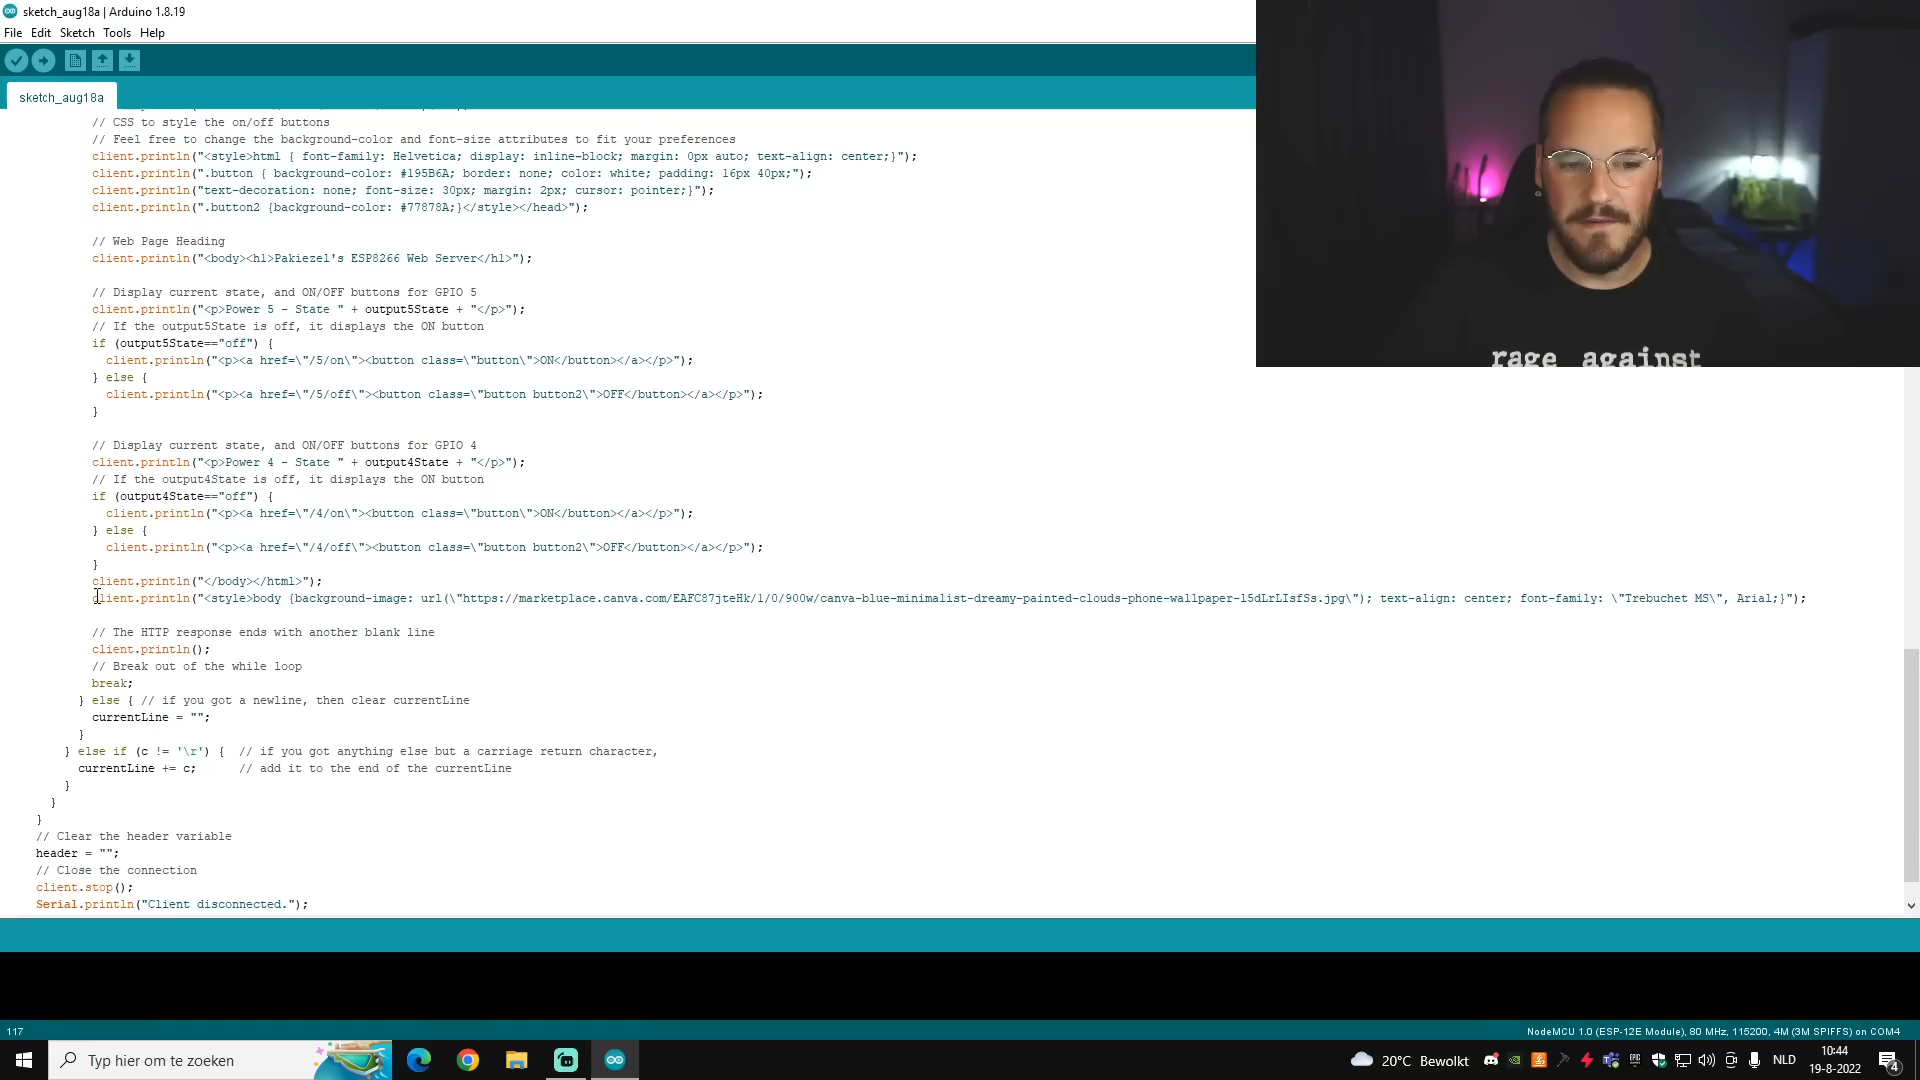 sketch_aug18a | Arduino 1.8.19
File Edit Sketch Tools Help
sketch_aug18a
// CSS to style the on/off buttons
// Feel free to change the background-color and font-size attributes to fit your preferences
client.println("<style>html { font-family: Helvetica; display: inline-block; margin: 0px auto; text-align: center;}");
client.println(".button { background-color: #195B6A; border: none; color: white; padding: 16px 40px;");
client.println("text-decoration: none; font-size: 30px; margin: 2px; cursor: pointer;}");
client.println(".button2 {background-color: #77878A;}</style></head>");
// Web Page Heading
client.println("<body><h1>Pakiezel's ESP8266 Web Server</h1>");
// Display current state, and ON/OFF buttons for GPIO 5
client.println("<p>Power 5 - State " + output5State + "</p>");
// If the output5State is off, it displays the ON button
if (output5State=="off") {
client.println("<p><a href=\"/5/on\"><button class=\"button\">ON</button></a></p>");
} else {
client.println("<p><a href=\"/5/off\"><button class=\"button button2\">OFF</button></a></p>");
}
// Display current state, and ON/OFF buttons for GPIO 4
client.println("<p>Power 4 - State " + output4State + "</p>");
// If the output4State is off, it displays the ON button
if (output4State=="off") {
client.println("<p><a href=\"/4/on\"><button class=\"button\">ON</button></a></p>");
} else {
client.println("<p><a href=\"/4/off\"><button class=\"button button2\">OFF</button></a></p>");
}
client.println("</body></html>");
client.println("<style>body {background-image: url(\"https://marketplace.canva.com/EAFC87jteHk/1/0/900w/canva-blue-minimalist-dreamy-painted-clouds-phone-wallpaper-l5dLrLIsfSs.jpg\"); text-align: center; font-family: \"Trebuchet MS\", Arial;}");
// The HTTP response ends with another blank line
client.println();
// Break out of the while loop
break;
} else { // if you got a newline, then clear currentLine
currentLine = "";
}
} else if (c != '\r') { // if you got anything else but a carriage return character,
currentLine += c; // add it to the end of the currentLine
}
}
}
// Clear the header variable
header = "";
// Close the connection
client.stop();
Serial.println("Client disconnected.");
rage against
117
NodeMCU 1.0 (ESP-12E Module), 80 MHz, 115200, 4M (3M SPIFFS) on COM4
Typ hier om te zoeken
20°C Bewolkt
NLD
10:44
19-8-2022
4